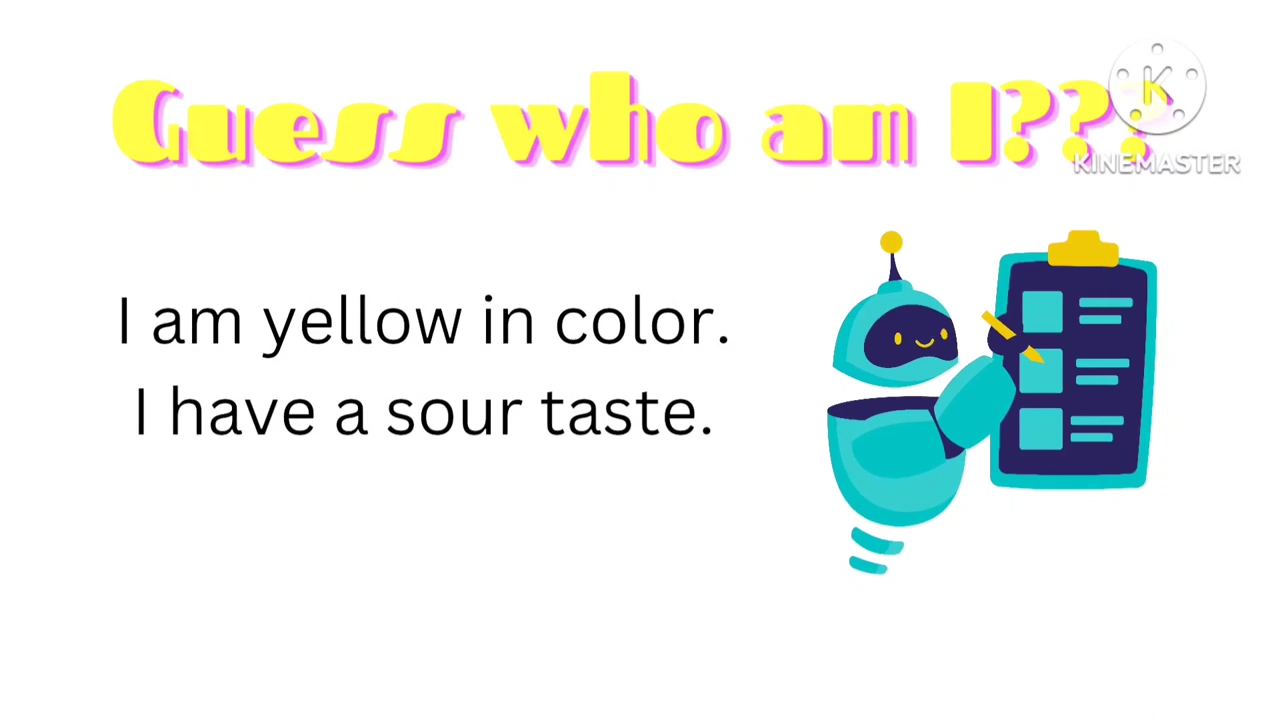 Guess who am I???
K
KINEMASTER
I am yellow in color.
I have a sour taste.